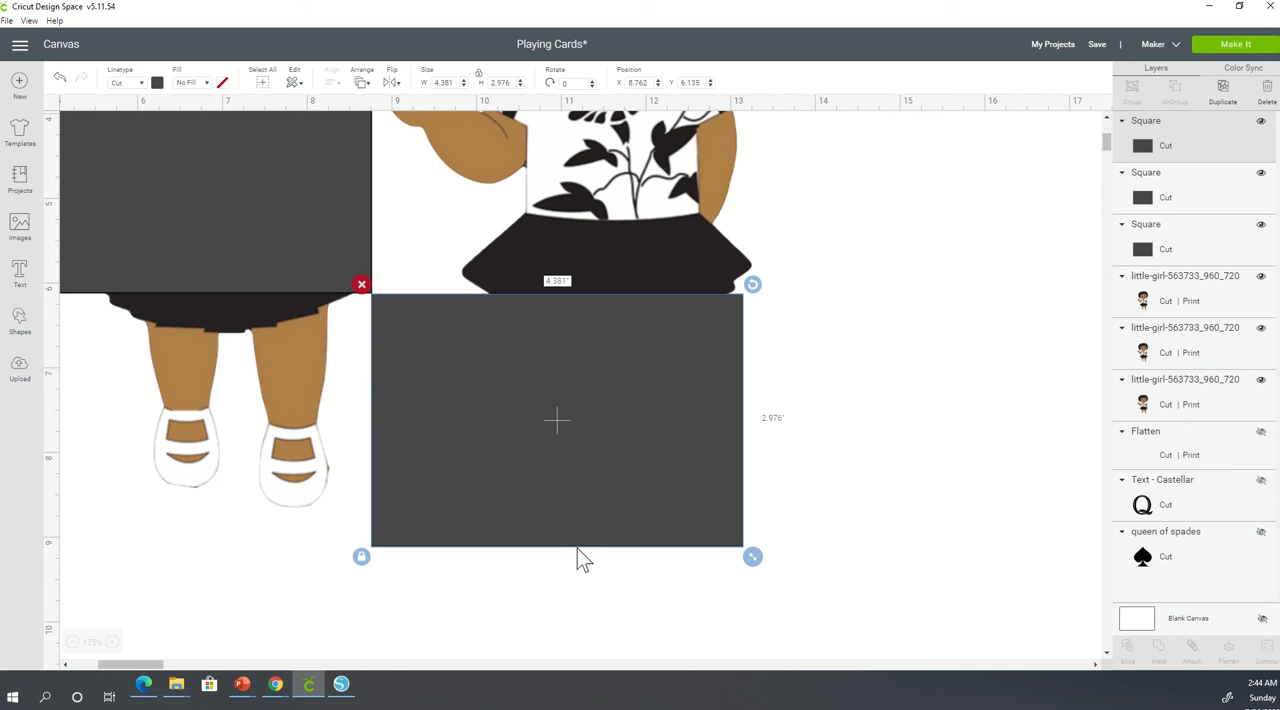 Cricut Design Space v5.11.54
File View Help
Canvas
Playing Cards*
My Projects Save | Maker Make It
Linetype Fill Select All Edit Align Arrange Flip Size Rotate Position
Cut No Fill W 4.381 H 2.976 0 X 8.762 Y 6.135
Layers Color Sync
Group UnGroup Duplicate Delete
6 7 8 9 10 11 12 13 14 15 16 17
4
5
6
7
8
9
10
New
Templates
Projects
Images
Text
Shapes
Upload
4.381"
2.976"
175%
Square
Cut
Square
Cut
Square
Cut
little-girl-563733_960_720
Cut | Print
little-girl-563733_960_720
Cut | Print
little-girl-563733_960_720
Cut | Print
Flatten
Cut | Print
Text - Castellar
Q Cut
queen of spades
Cut
Blank Canvas
Slice Weld Attach Flatten Contour
2:44 AM
Sunday